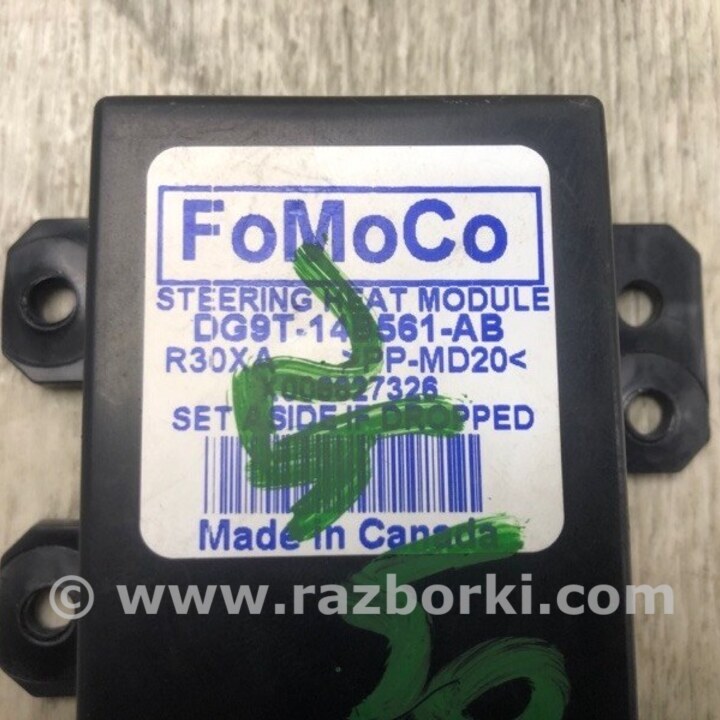 FoMoCo
STEERING HEAT MODULE
DG9T-14B561-AB
R30XA >PP-MD20<
SET ASIDE IF DROPPED
Made in Canada
© www.razborki.com